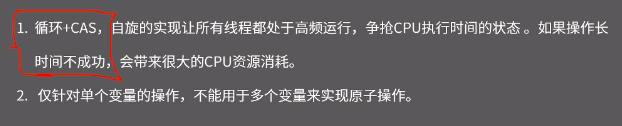 1. 循环+CAS，自旋的实现让所有线程都处于高频运行，争抢CPU执行时间的状态 。如果操作长
时间不成功，会带来很大的CPU资源消耗。
2. 仅针对单个变量的操作，不能用于多个变量来实现原子操作。